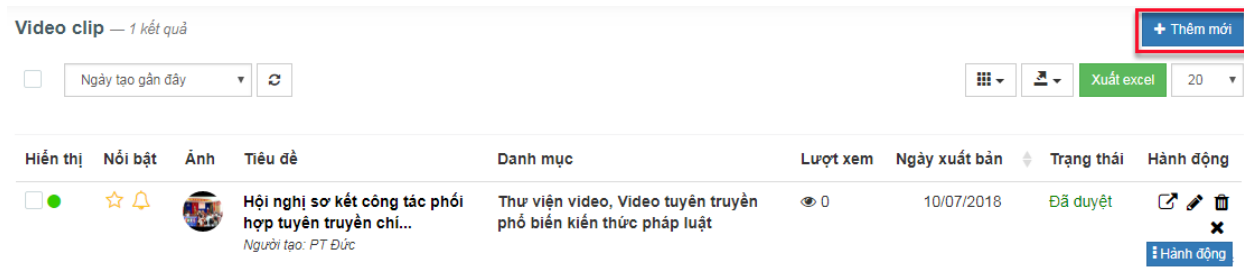 Video clip — 1 kết quả
+ Thêm mới
Ngày tạo gần đây
Xuất excel
20
Hiển thị Nổi bật Ảnh Tiêu đề Danh mục Lượt xem Ngày xuất bản Trạng thái Hành động
Hội nghị sơ kết công tác phối hợp tuyên truyền chí...
Người tạo: PT Đức
Thư viện video, Video tuyên truyền phổ biến kiến thức pháp luật
0
10/07/2018
Đã duyệt
Hành động